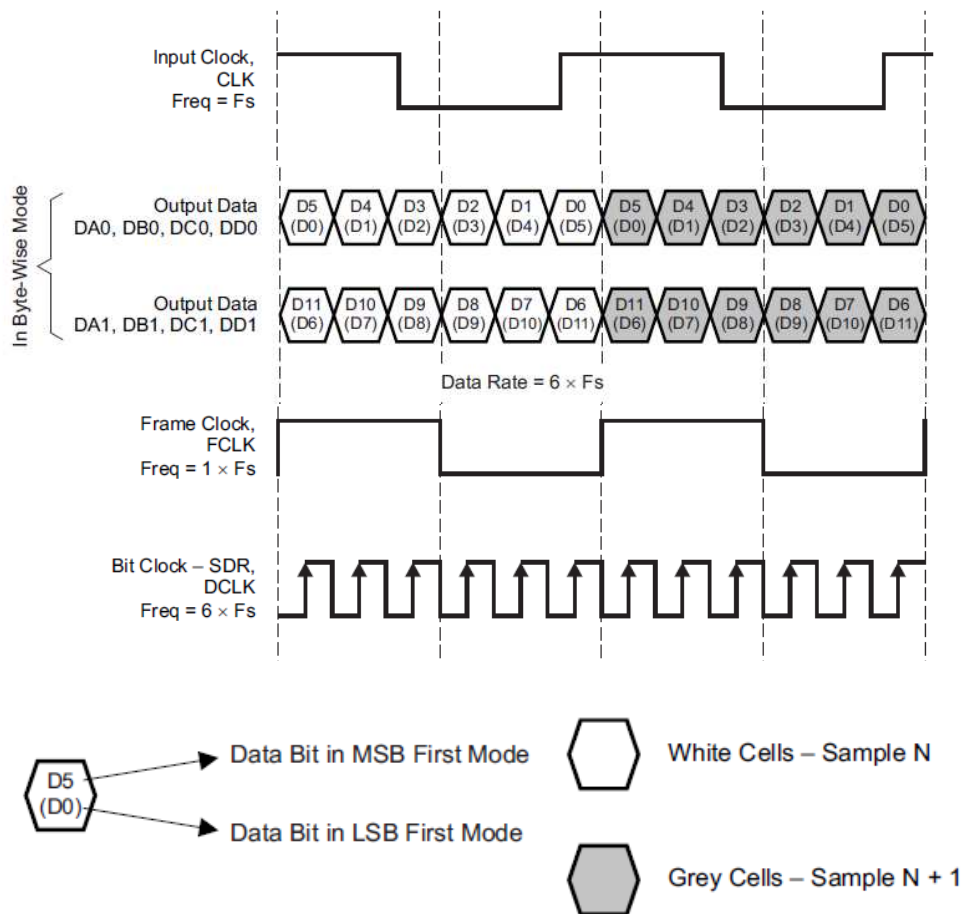 Input Clock,
CLK
Freq = Fs
In Byte-Wise Mode
Output Data
DA0, DB0, DC0, DD0
D5 D4 D3 D2 D1 D0 D5 D4 D3 D2 D1 D0
(D0) (D1) (D2) (D3) (D4) (D5) (D0) (D1) (D2) (D3) (D4) (D5)
Output Data
DA1, DB1, DC1, DD1
D11 D10 D9 D8 D7 D6 D11 D10 D9 D8 D7 D6
(D6) (D7) (D8) (D9) (D10) (D11) (D6) (D7) (D8) (D9) (D10) (D11)
Data Rate = 6 × Fs
Frame Clock,
FCLK
Freq = 1 × Fs
Bit Clock – SDR,
DCLK
Freq = 6 × Fs
D5
(D0)
Data Bit in MSB First Mode
Data Bit in LSB First Mode
White Cells – Sample N
Grey Cells – Sample N + 1